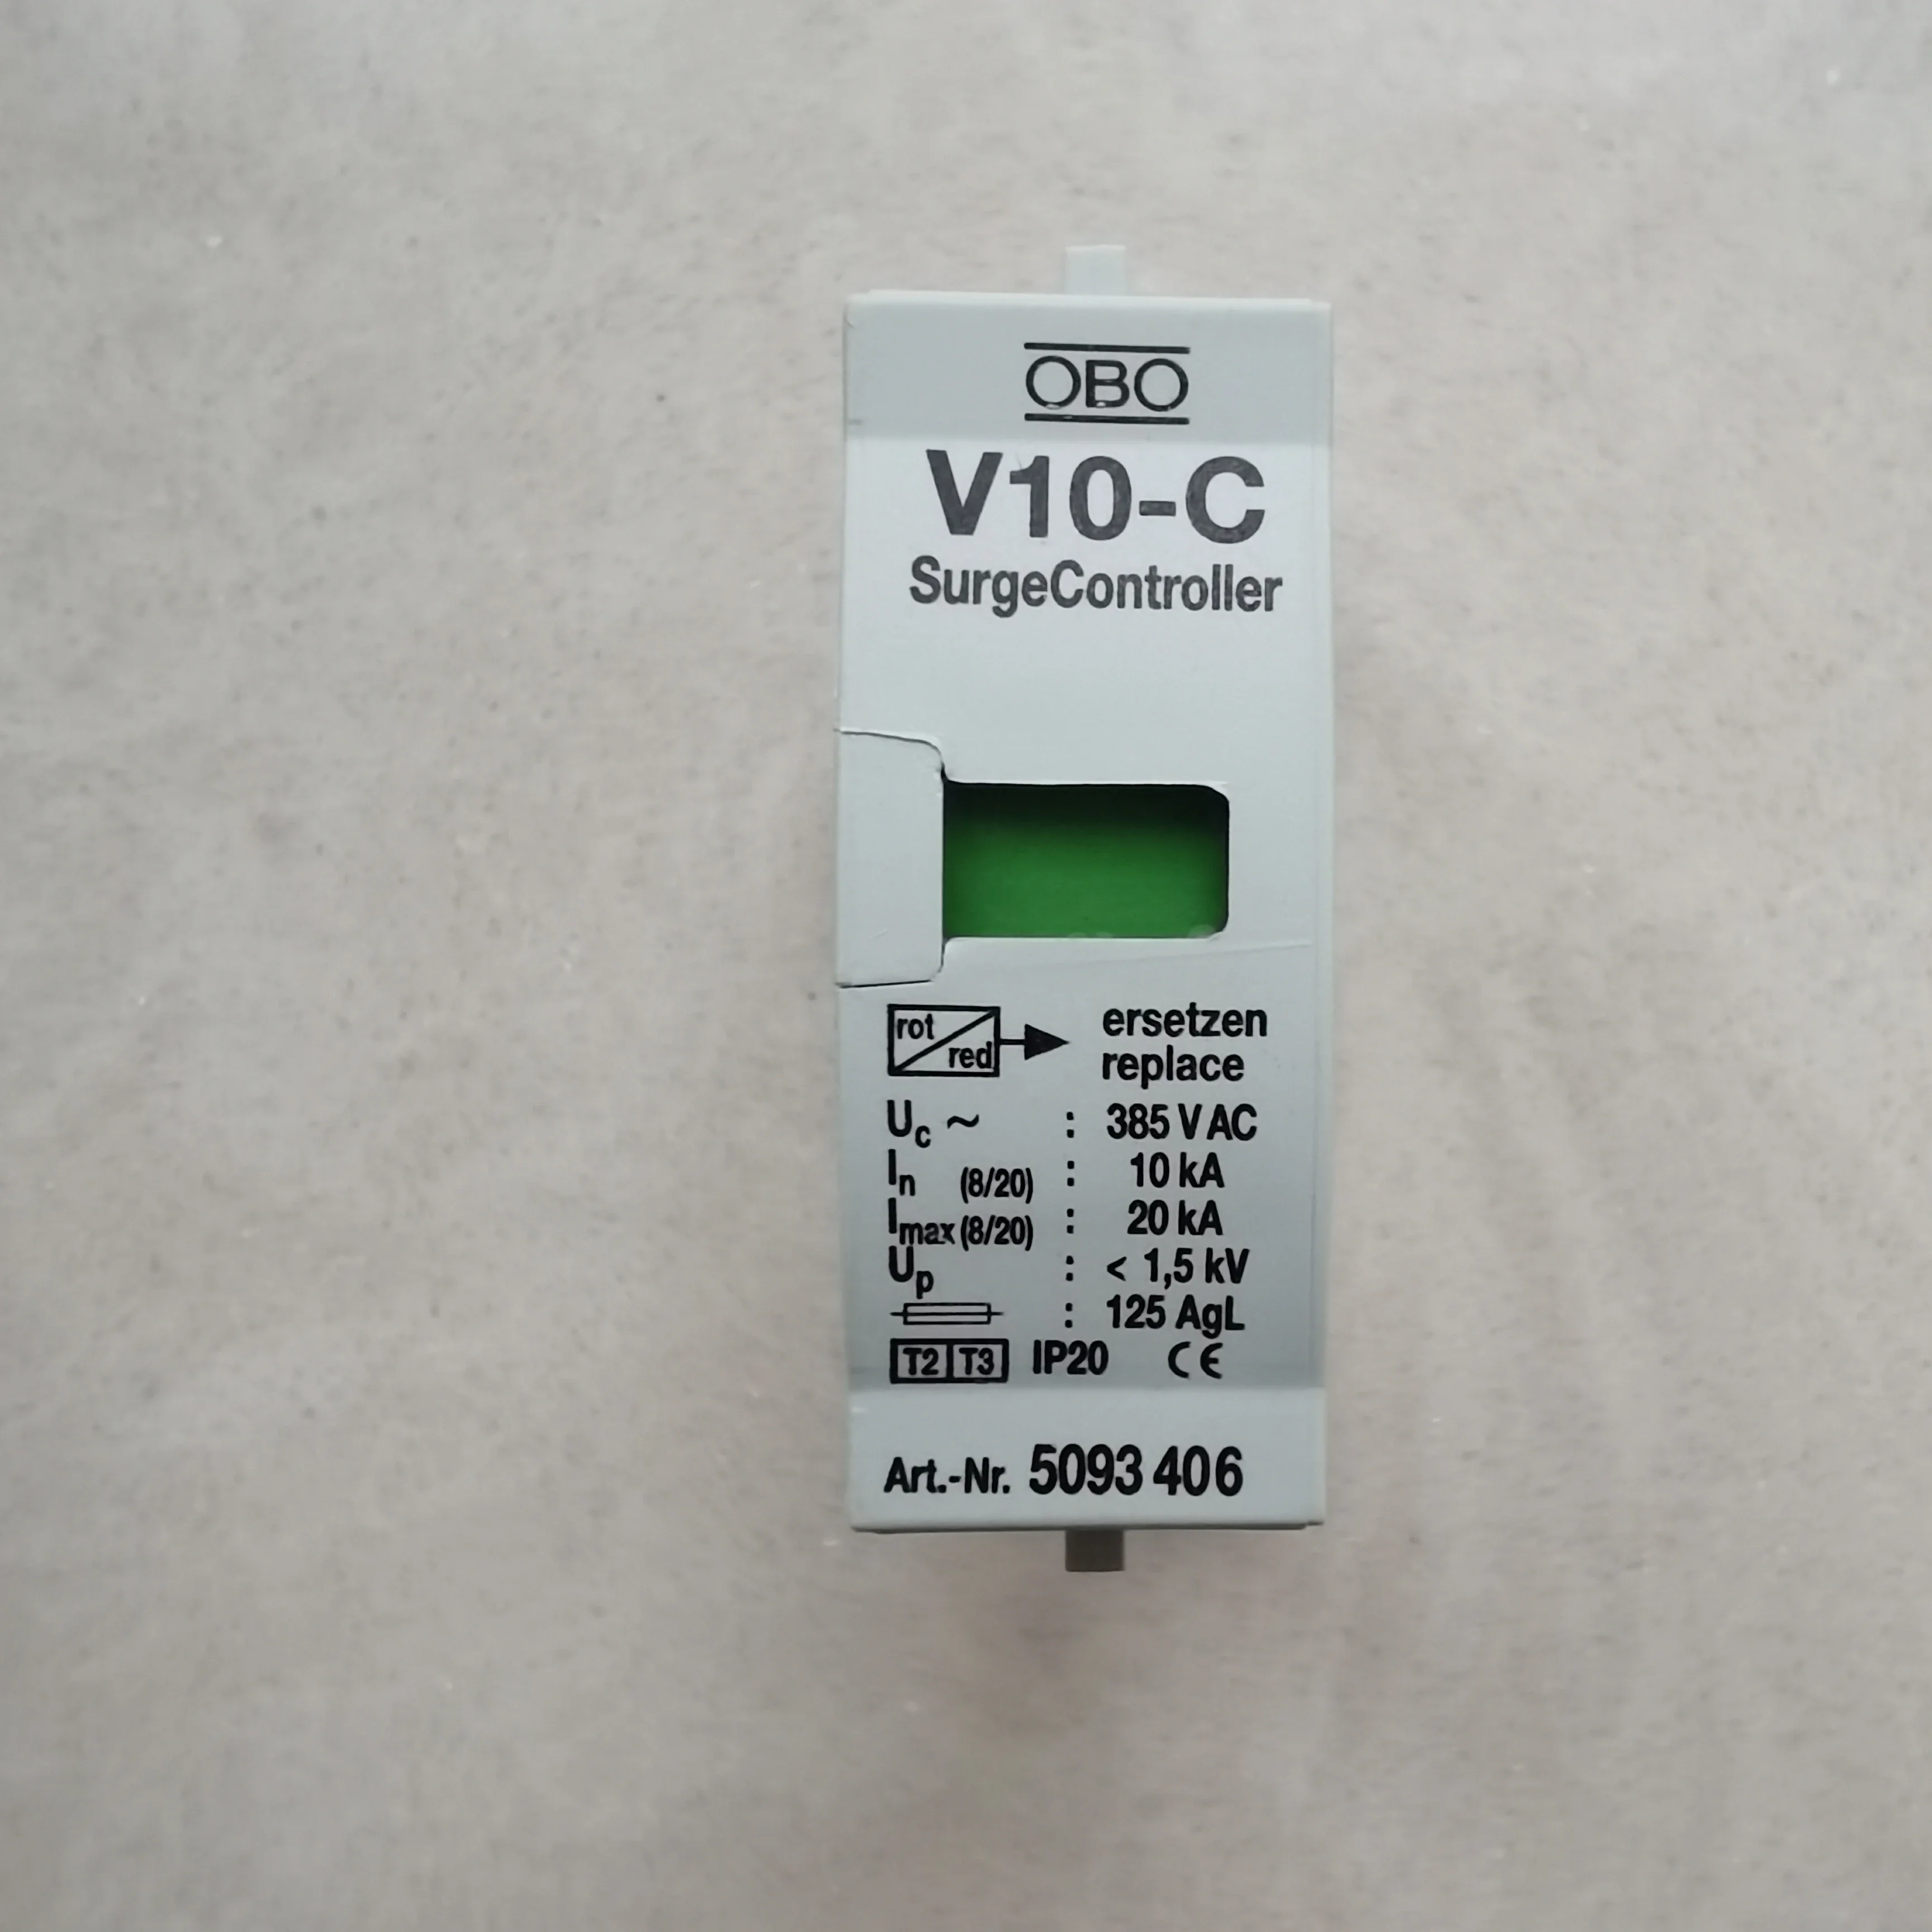 OBO
V10-C
SurgeController
rot
red
ersetzen
replace
Uc ~ : 385 V AC
In (8/20) : 10 kA
Imax (8/20) : 20 kA
Up : < 1,5 kV
: 125 AgL
T2 T3 IP20 CE
Art.-Nr. 5093 406